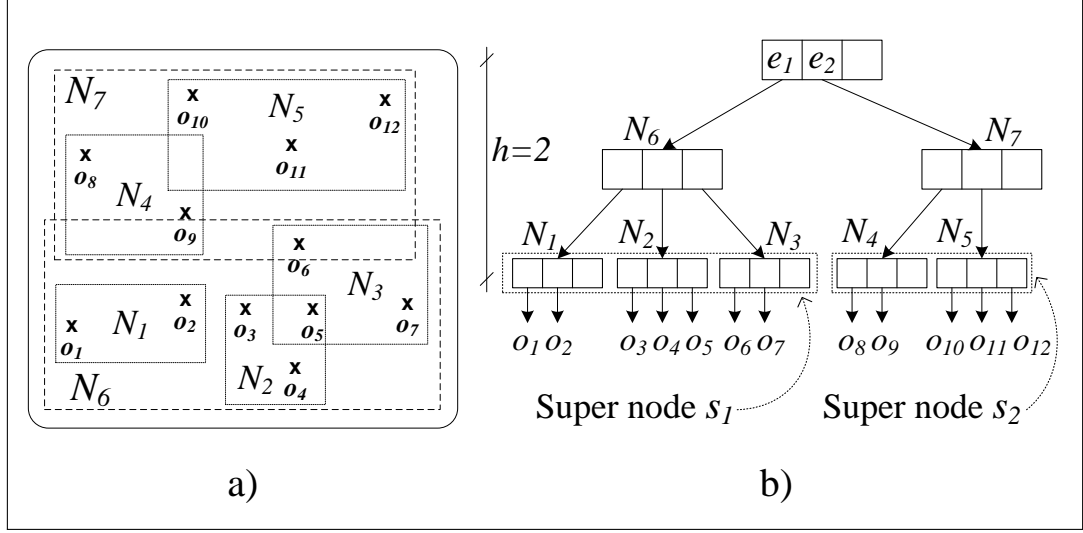 N7
N5
o10
o12
o11
o8
N4
o9
o6
N3
N1
o2
o1
o3
o5
o7
N2
o4
N6
a)
h=2
e1 e2
N6
N7
N1
N2
N3
N4
N5
o1 o2
o3 o4 o5
o6 o7
o8 o9
o10 o11 o12
Super node s1
Super node s2
b)